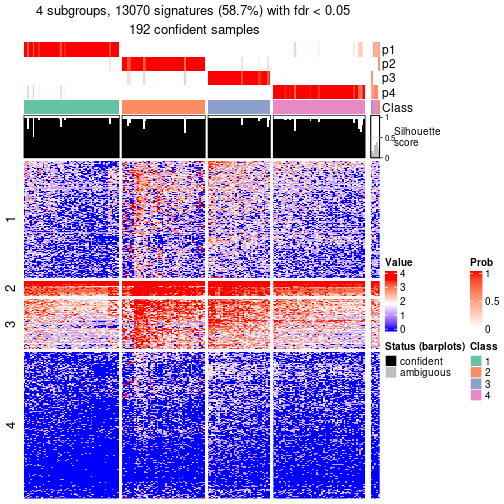 4 subgroups, 13070 signatures (58.7%) with fdr < 0.05
192 confident samples
p1
p2
p3
p4
Class
1
0.5
0
Silhouette
score
1
2
3
4
Value
4
3
2
1
0
Prob
1
0.5
0
Status (barplots)
confident
ambiguous
Class
1
2
3
4